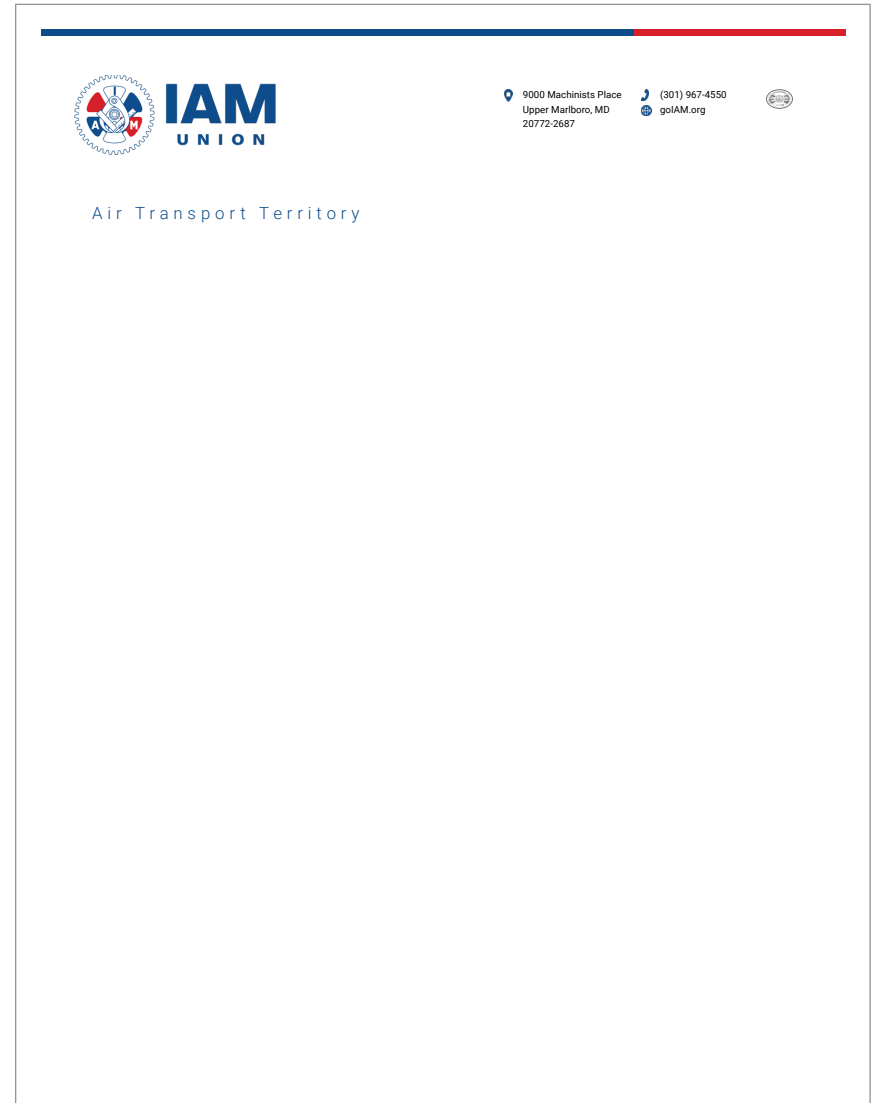 IAM
UNION
A M
9000 Machinists Place
Upper Marlboro, MD
20772-2687
(301) 967-4550
goIAM.org
Air Transport Territory